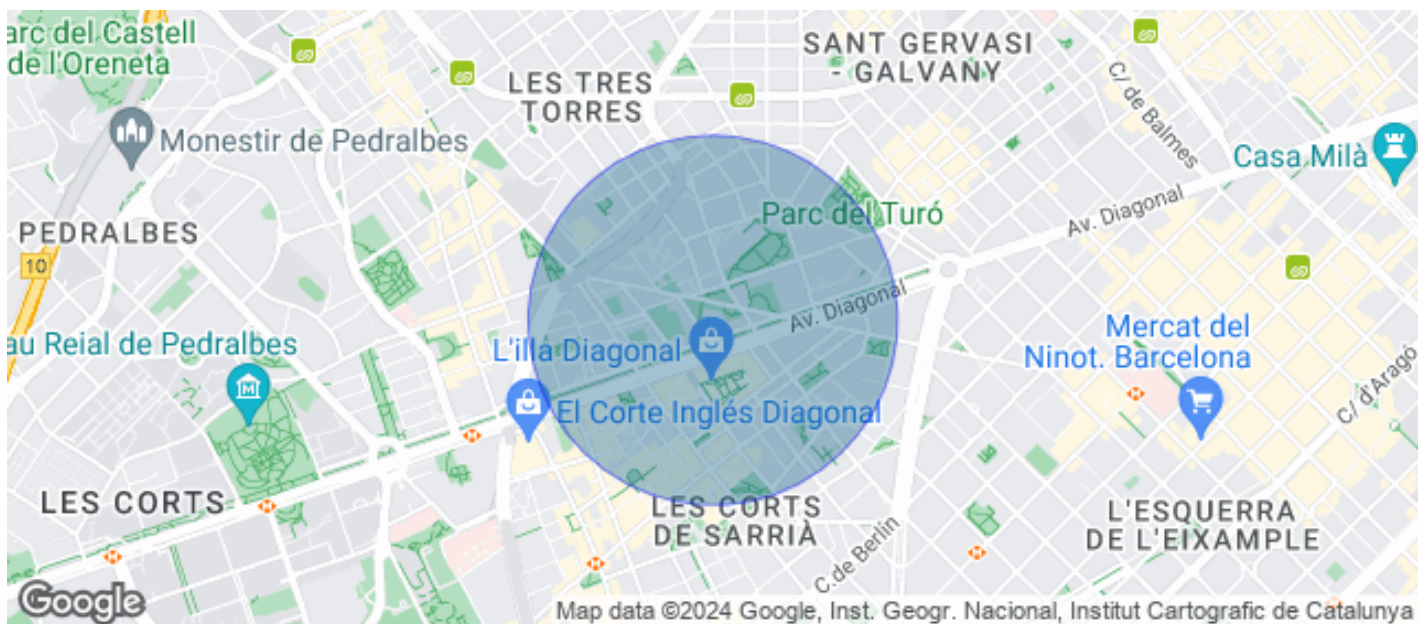 arc del Castell
de l'Oreneta
SANT GERVASI
- GALVANY
LES TRES
TORRES
C/ de Balmes
Monestir de Pedralbes
Casa Milà
Parc del Turó
Av. Diagonal
PEDRALBES
10
Av. Diagonal
Mercat del
Ninot. Barcelona
au Reial de Pedralbes
L'illa Diagonal
El Corte Inglés Diagonal
C/ d'Aragó
LES CORTS
LES CORTS
DE SARRIÀ
L'ESQUERRA
DE L'EIXAMPLE
C. de Berlín
Google
Map data ©2024 Google, Inst. Geogr. Nacional, Institut Cartografic de Catalunya